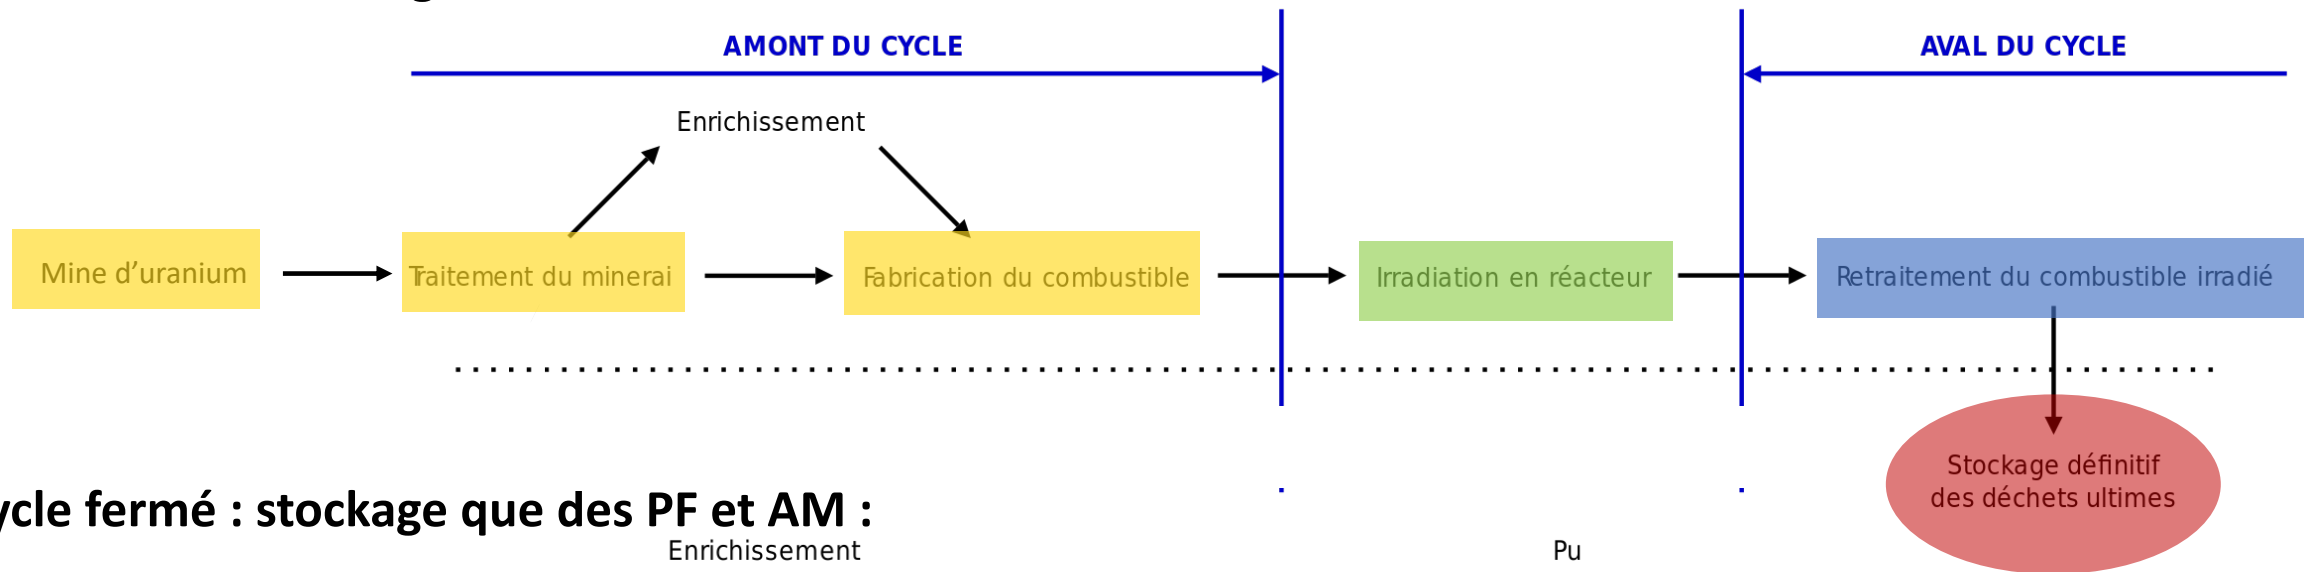 AMONT DU CYCLE
AVAL DU CYCLE
Enrichissement
Mine d’uranium
Traitement du minerai
Fabrication du combustible
Irradiation en réacteur
Retraitement du combustible irradié
Stockage définitif
des déchets ultimes
ycle fermé : stockage que des PF et AM :
Enrichissement
Pu